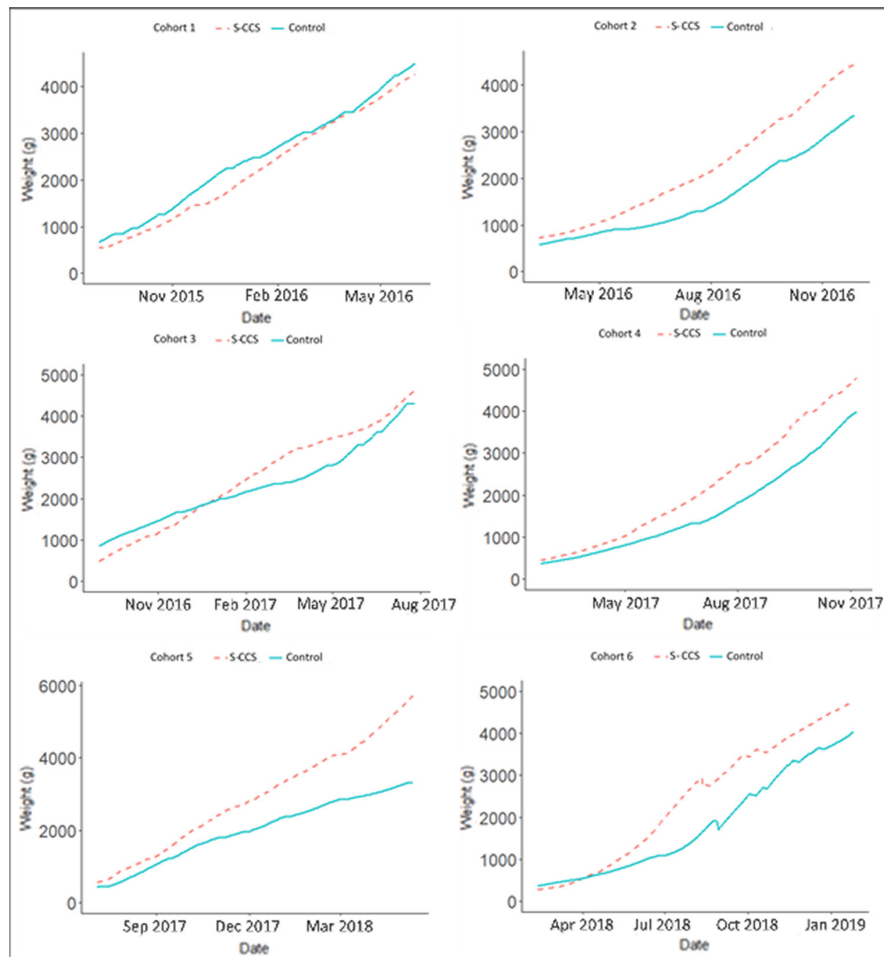 Cohort 1 S-CCS Control
Weight (g)
4000
3000
2000
1000
0
Nov 2015 Feb 2016 May 2016
Date
Cohort 2 S-CCS Control
Weight (g)
4000
3000
2000
1000
0
May 2016 Aug 2016 Nov 2016
Date
Cohort 3 S-CCS Control
Weight (g)
5000
4000
3000
2000
1000
0
Nov 2016 Feb 2017 May 2017 Aug 2017
Date
Cohort 4 S-CCS Control
Weight (g)
5000
4000
3000
2000
1000
0
May 2017 Aug 2017 Nov 2017
Date
Cohort 5 S-CCS Control
Weight (g)
6000
4000
2000
0
Sep 2017 Dec 2017 Mar 2018
Date
Cohort 6 S-CCS Control
Weight (g)
5000
4000
3000
2000
1000
0
Apr 2018 Jul 2018 Oct 2018 Jan 2019
Date